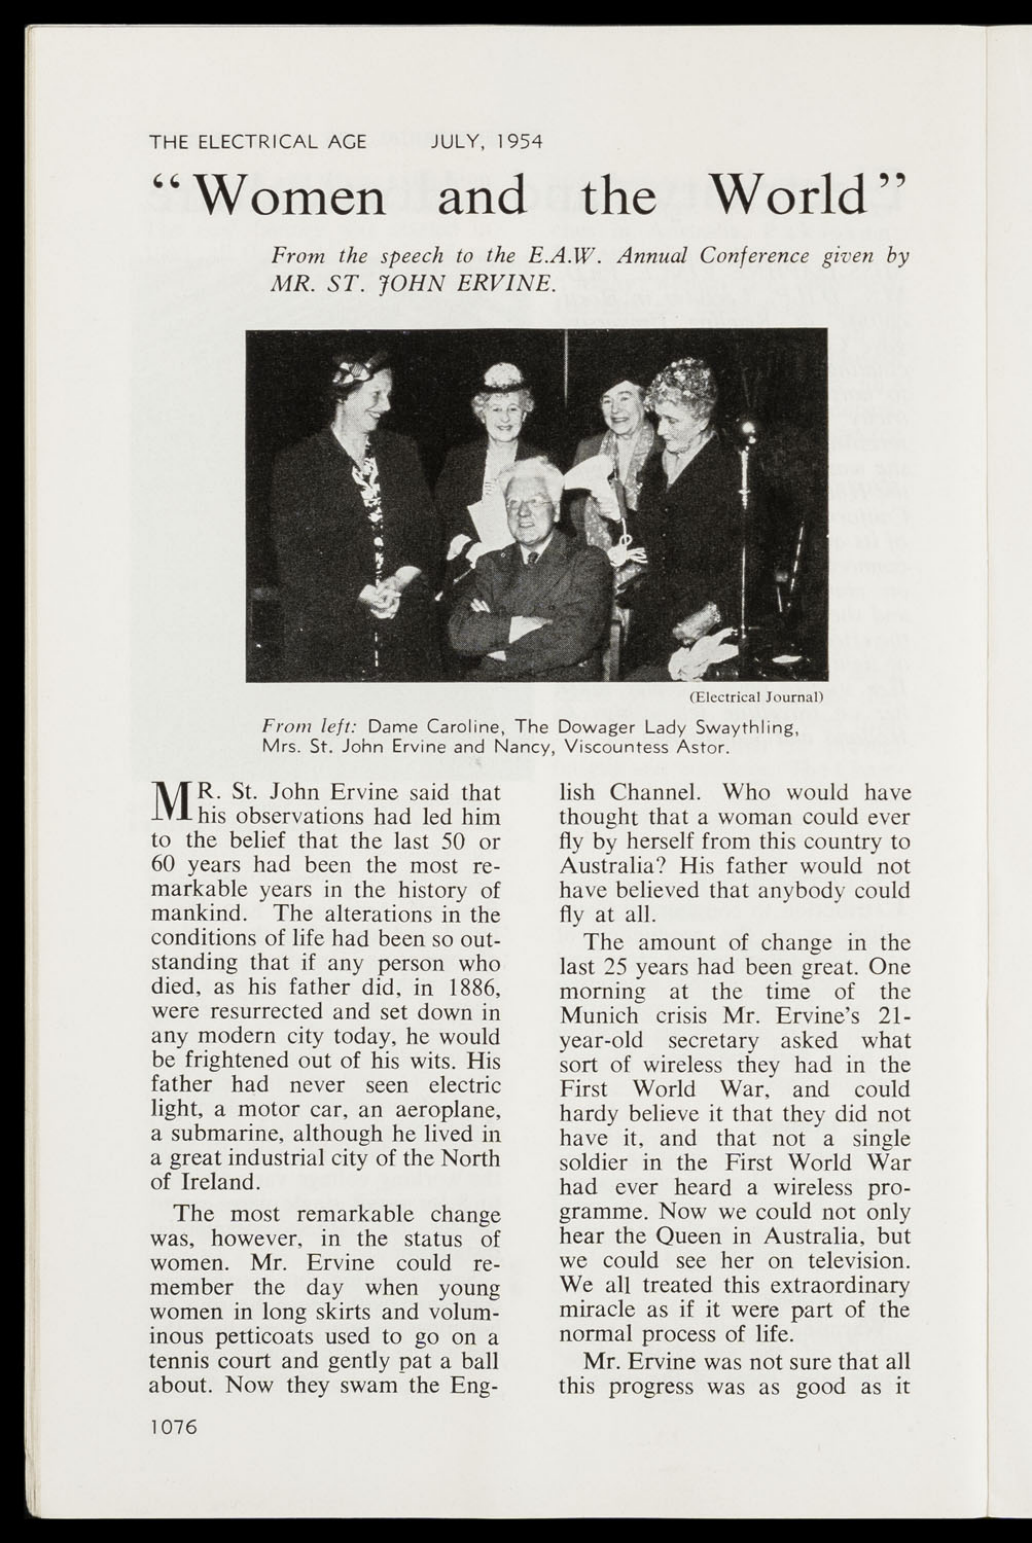 THE ELECTRICAL AGE JULY, 1954
“Women and the World”
From the speech to the E.A.W. Annual Conference given by
MR. ST. JOHN ERVINE.
(Electrical Journal)
From left: Dame Caroline, The Dowager Lady Swaythling,
Mrs. St. John Ervine and Nancy, Viscountess Astor.
MR. St. John Ervine said that
his observations had led him
to the belief that the last 50 or
60 years had been the most re-
markable years in the history of
mankind. The alterations in the
conditions of life had been so out-
standing that if any person who
died, as his father did, in 1886,
were resurrected and set down in
any modern city today, he would
be frightened out of his wits. His
father had never seen electric
light, a motor car, an aeroplane,
a submarine, although he lived in
a great industrial city of the North
of Ireland.
The most remarkable change
was, however, in the status of
women. Mr. Ervine could re-
member the day when young
women in long skirts and volum-
inous petticoats used to go on a
tennis court and gently pat a ball
about. Now they swam the Eng-
lish Channel. Who would have
thought that a woman could ever
fly by herself from this country to
Australia? His father would not
have believed that anybody could
fly at all.
The amount of change in the
last 25 years had been great. One
morning at the time of the
Munich crisis Mr. Ervine’s 21-
year-old secretary asked what
sort of wireless they had in the
First World War, and could
hardy believe it that they did not
have it, and that not a single
soldier in the First World War
had ever heard a wireless pro-
gramme. Now we could not only
hear the Queen in Australia, but
we could see her on television.
We all treated this extraordinary
miracle as if it were part of the
normal process of life.
Mr. Ervine was not sure that all
this progress was as good as it
1076